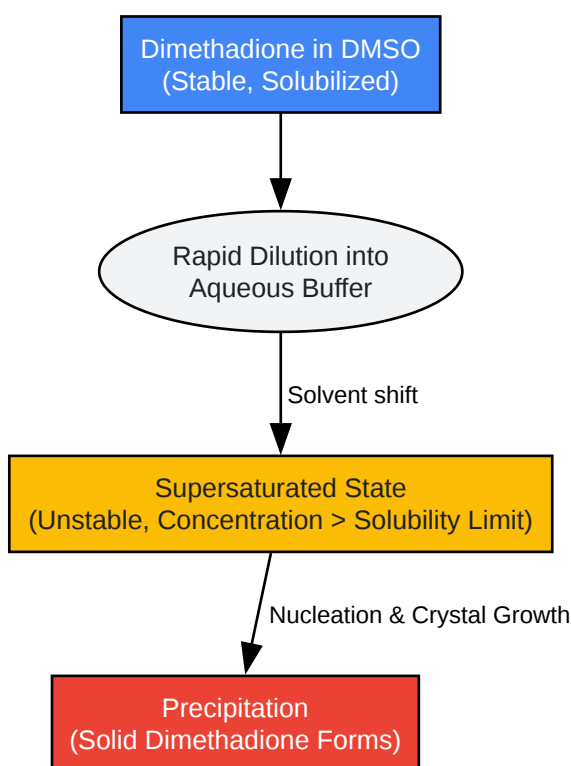 Dimethadione in DMSO
(Stable, Solubilized)
Rapid Dilution into
Aqueous Buffer
Solvent shift
Supersaturated State
(Unstable, Concentration > Solubility Limit)
Nucleation & Crystal Growth
Precipitation
(Solid Dimethadione Forms)